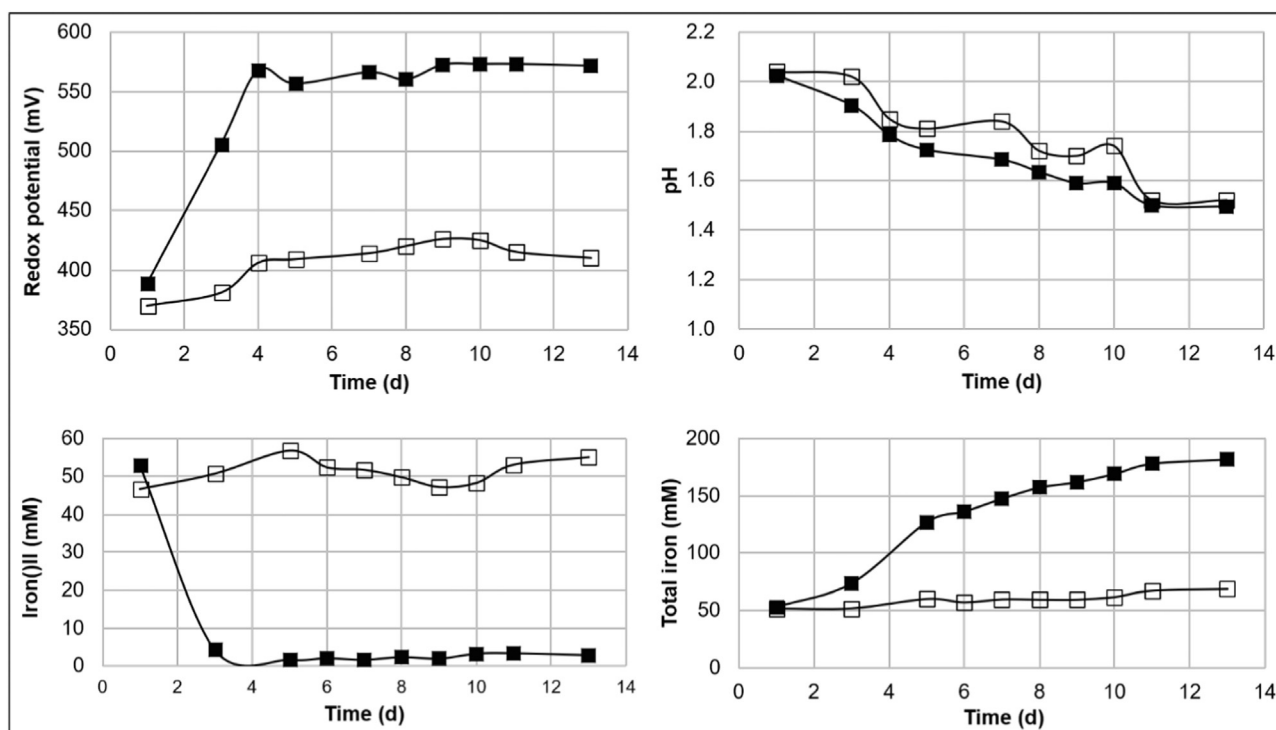 Redox potential (mV)
600
550
500
450
400
350
0 2 4 6 8 10 12 14
Time (d)
pH
2.2
2.0
1.8
1.6
1.4
1.2
1.0
0 2 4 6 8 10 12 14
Time (d)
Iron()II (mM)
60
50
40
30
20
10
0
0 2 4 6 8 10 12 14
Time (d)
Total iron (mM)
200
150
100
50
0
0 2 4 6 8 10 12 14
Time (d)